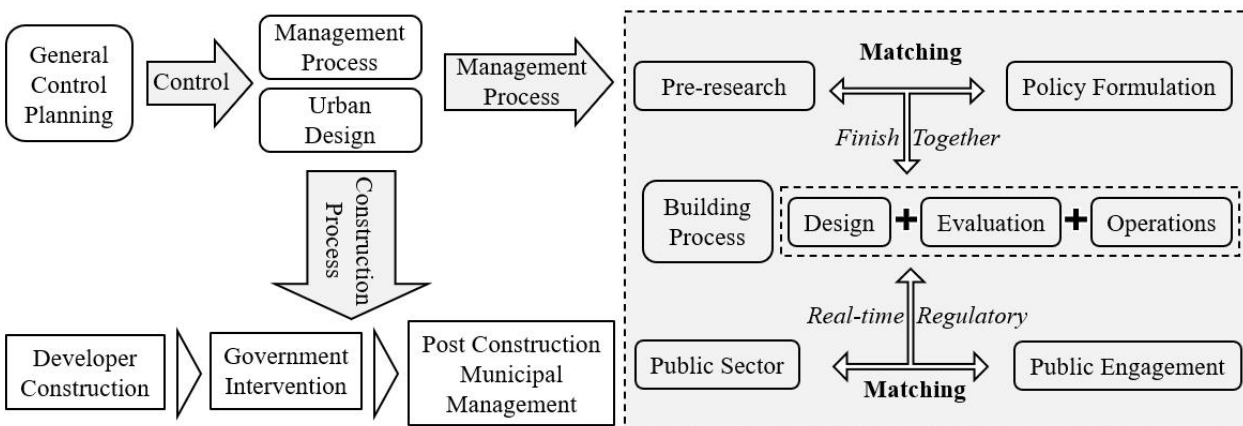 General
Control
Planning
Control
Management
Process
Urban
Design
Management
Process
Construction
Process
Developer
Construction
Government
Intervention
Post Construction
Municipal
Management
Matching
Pre-research
Policy Formulation
Finish Together
Building
Process
Design + Evaluation + Operations
Real-time Regulatory
Public Sector
Public Engagement
Matching